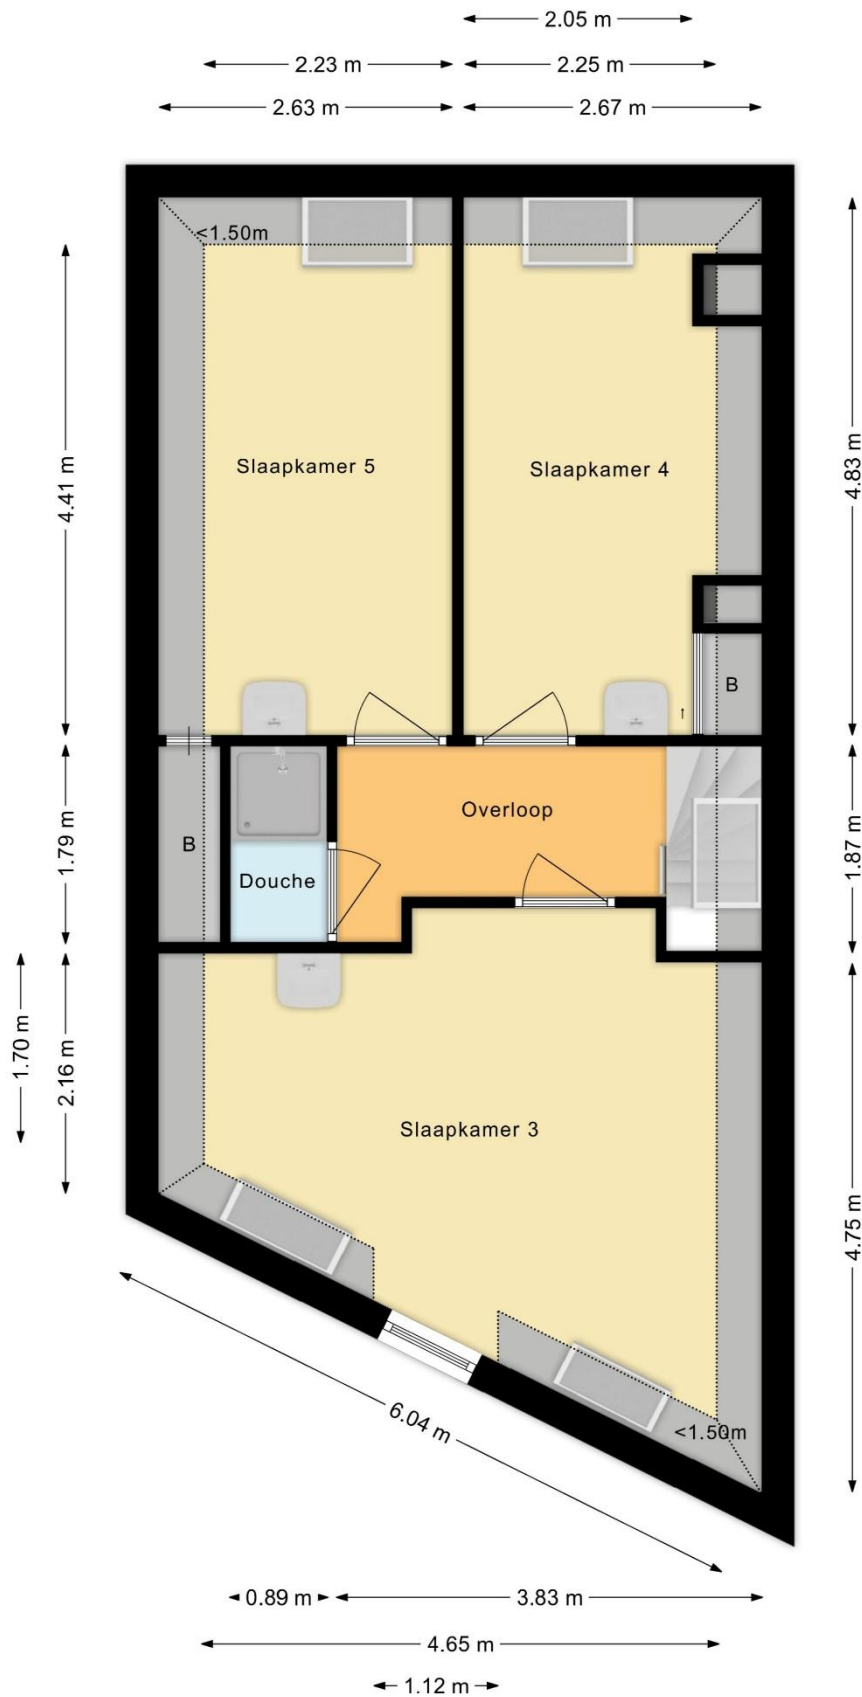 2.05 m
2.23 m
2.25 m
2.63 m
2.67 m
<1.50m
4.41 m
Slaapkamer 5
Slaapkamer 4
4.83 m
B
Overloop
1.79 m
B
Douche
1.87 m
1.70 m
2.16 m
Slaapkamer 3
4.75 m
6.04 m
<1.50m
0.89 m
3.83 m
4.65 m
1.12 m